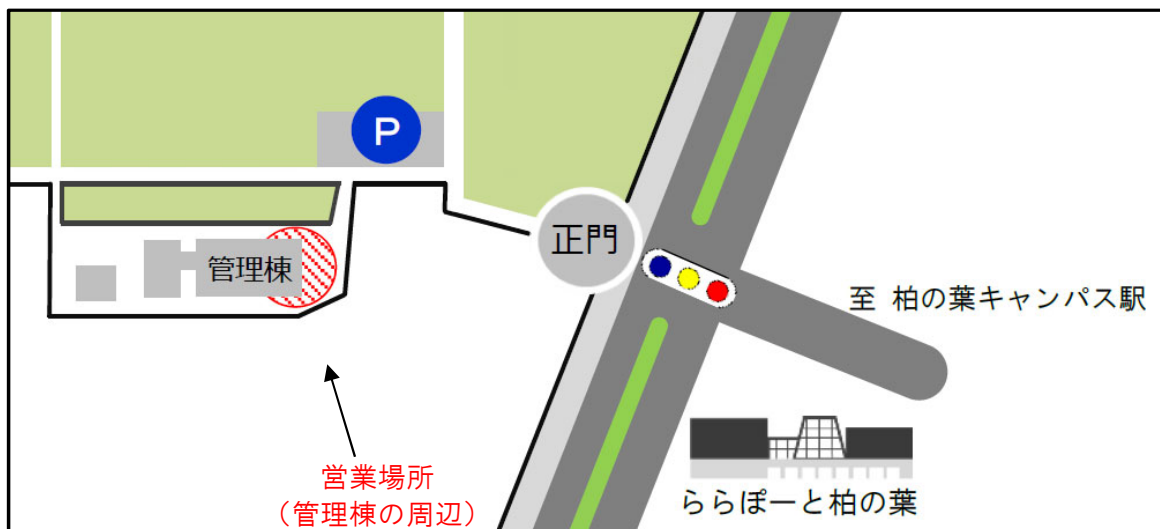 P
正門
管理棟
至 柏の葉キャンパス駅
ららぽーと柏の葉
営業場所
（管理棟の周辺）